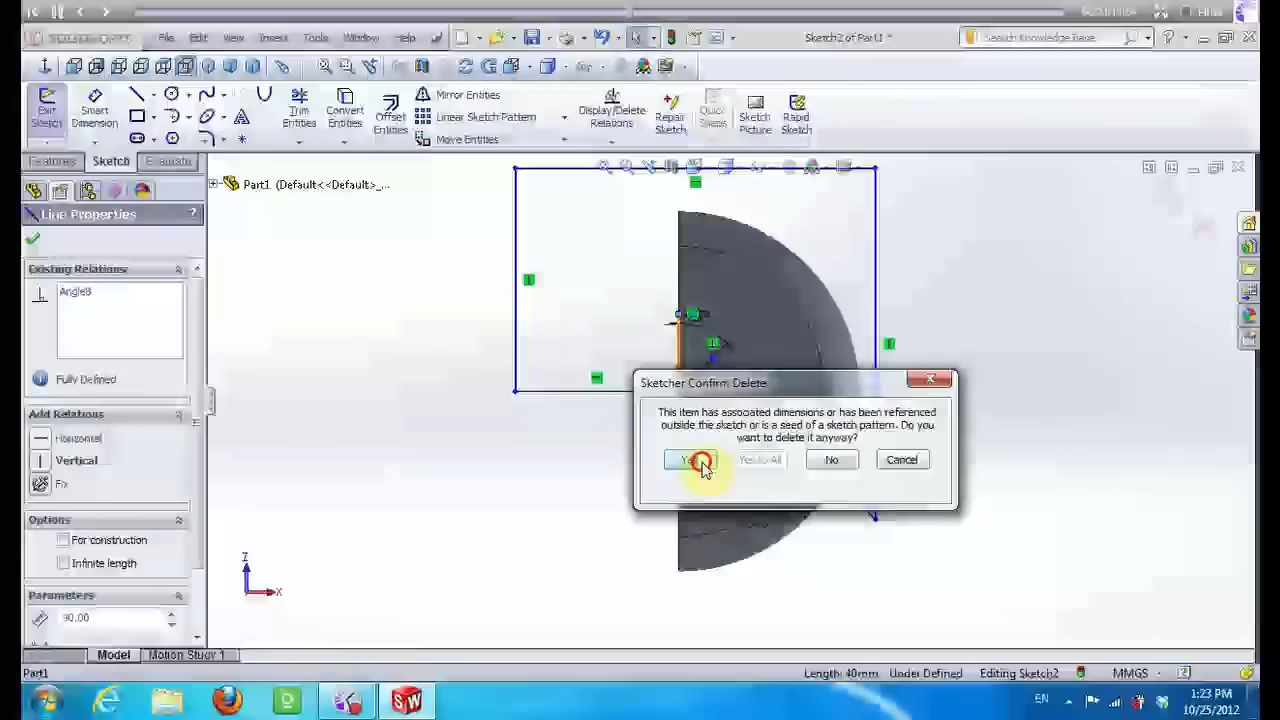 File Edit View Insert Tools Window Help
Sketch2 of Part1 *
Search Knowledge Base
Exit Sketch
Smart Dimension
Trim Entities
Convert Entities
Offset Entities
Mirror Entities
Linear Sketch Pattern
Move Entities
Display/Delete Relations
Repair Sketch
Quick Snaps
Sketch Picture
Rapid Sketch
Features Sketch Evaluate
Part1 (Default<<Default>_...
Line Properties ?
Existing Relations
Angle8
Fully Defined
Add Relations
Horizontal
Vertical
Fix
Options
For construction
Infinite length
Parameters
90.00
Sketcher Confirm Delete
This item has associated dimensions or has been referenced
outside the sketch or is a seed of a sketch pattern. Do you
want to delete it anyway?
Yes to All No Cancel
Z
X
Model Motion Study 1
Part1 Length: 40mm Under Defined Editing Sketch2 MMGS
EN 1:23 PM
10/25/2012